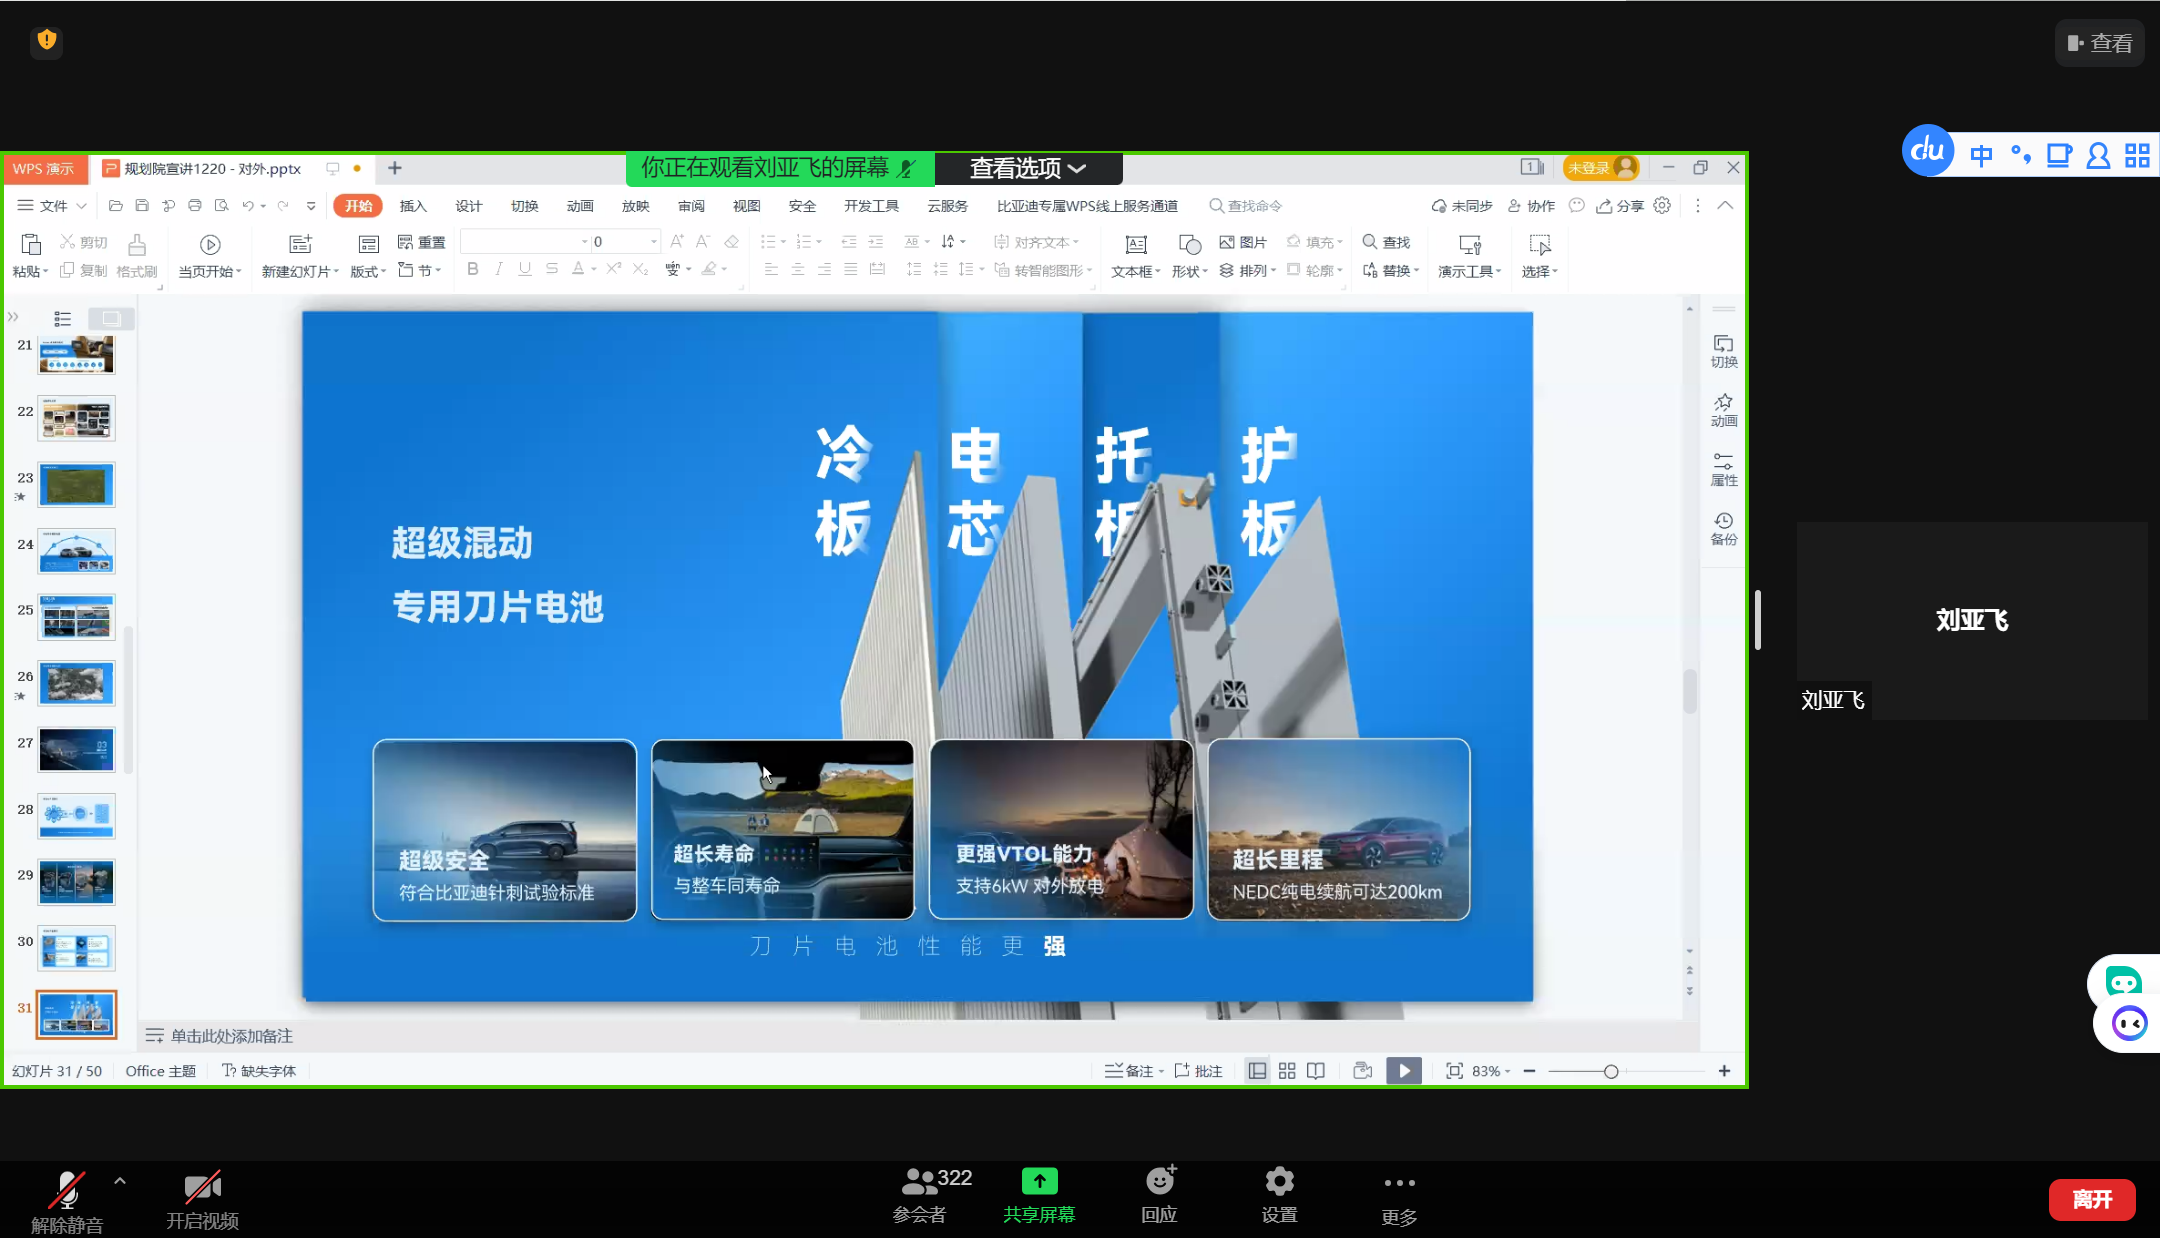 查看
中
WPS 演示
规划院宣讲1220 - 对外.pptx
你正在观看刘亚飞的屏幕
查看选项
未登录
文件
开始
插入
设计
切换
动画
放映
审阅
视图
安全
开发工具
云服务
比亚迪专属WPS线上服务通道
查找命令
未同步
协作
分享
粘贴
剪切
复制
格式刷
当页开始
新建幻灯片
版式
重置
节
0
对齐文本
转智能图形
文本框
形状
图片
排列
填充
轮廓
查找
替换
演示工具
选择
21
22
23
24
25
26
27
28
29
30
31
冷板
电芯
托板
护板
超级混动
专用刀片电池
超级安全
符合比亚迪针刺试验标准
超长寿命
与整车同寿命
更强VTOL能力
支持6kW 对外放电
超长里程
NEDC纯电续航可达200km
刀片电池性能更强
切换
动画
属性
备份
刘亚飞
刘亚飞
单击此处添加备注
幻灯片 31 / 50
Office 主题
缺失字体
备注
批注
83%
解除静音
开启视频
322
参会者
共享屏幕
回应
设置
更多
离开